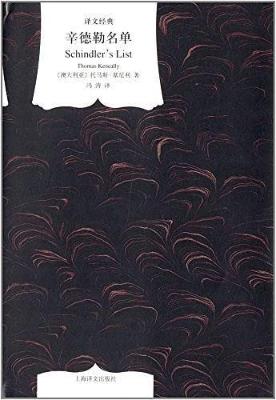 译文经典
辛德勒名单
Schindler's List
Thomas Keneally
〔澳大利亚〕托马斯·基尼利 著
冯涛 译
上海译文出版社